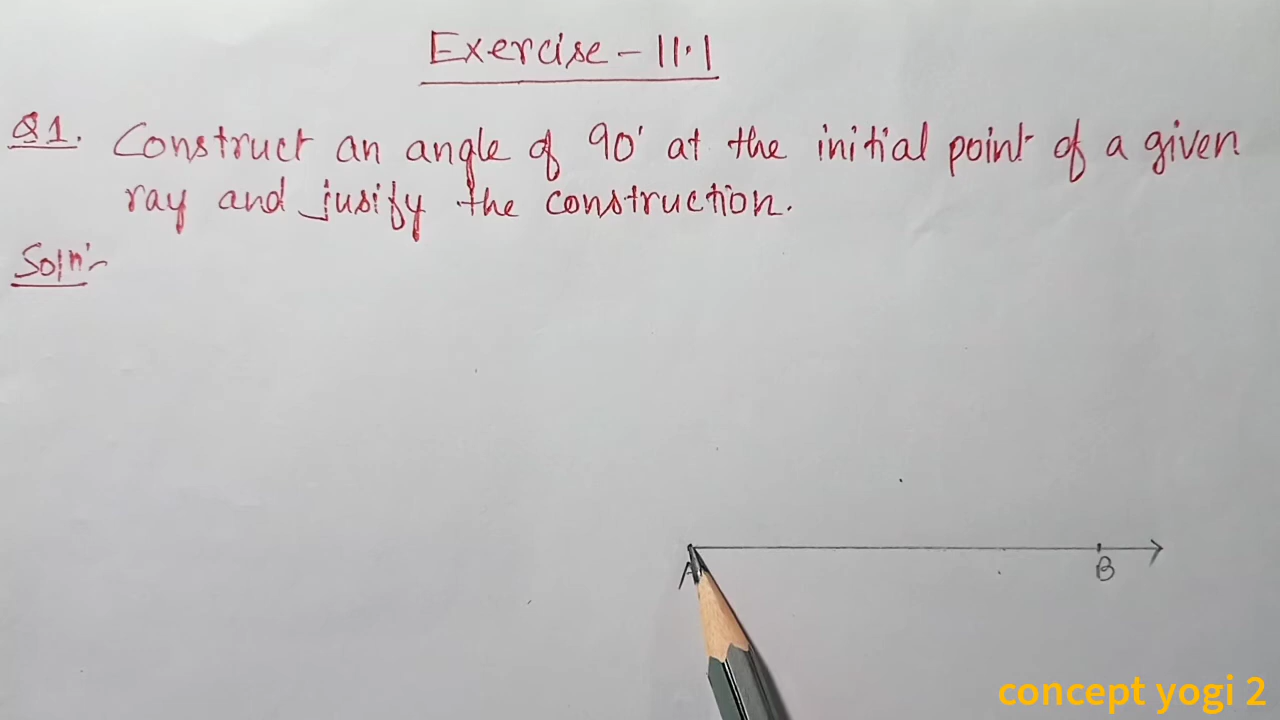 Exercise - 11.1
Q1. Construct an angle of 90° at the initial point of a given
ray and jusify the construction.
Soln:-
A
B
concept yogi 2